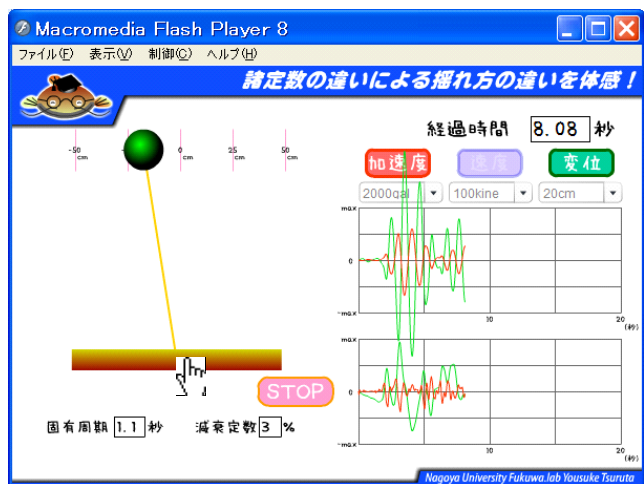 Macromedia Flash Player 8
ファイル(F) 表示(V) 制御(C) ヘルプ(H)
諸定数の違いによる揺れ方の違いを体感!
経過時間 8.08 秒
-50 0 25 50
cm cm cm cm
加速度 速度 変位
2000gal 100kine 20cm
max
0
-max
10 20
(秒)
max
0
-max
10 20
(秒)
STOP
固有周期 1.1 秒 減衰定数 3 %
Nagoya University Fukuwa.lab Yousuke Tsuruta